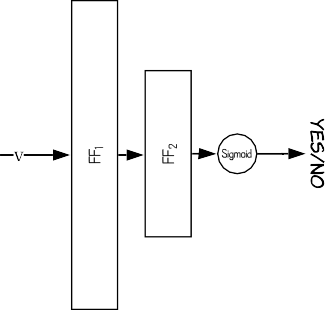 V
FF₁
FF₂
Sigmoid
YES/NO